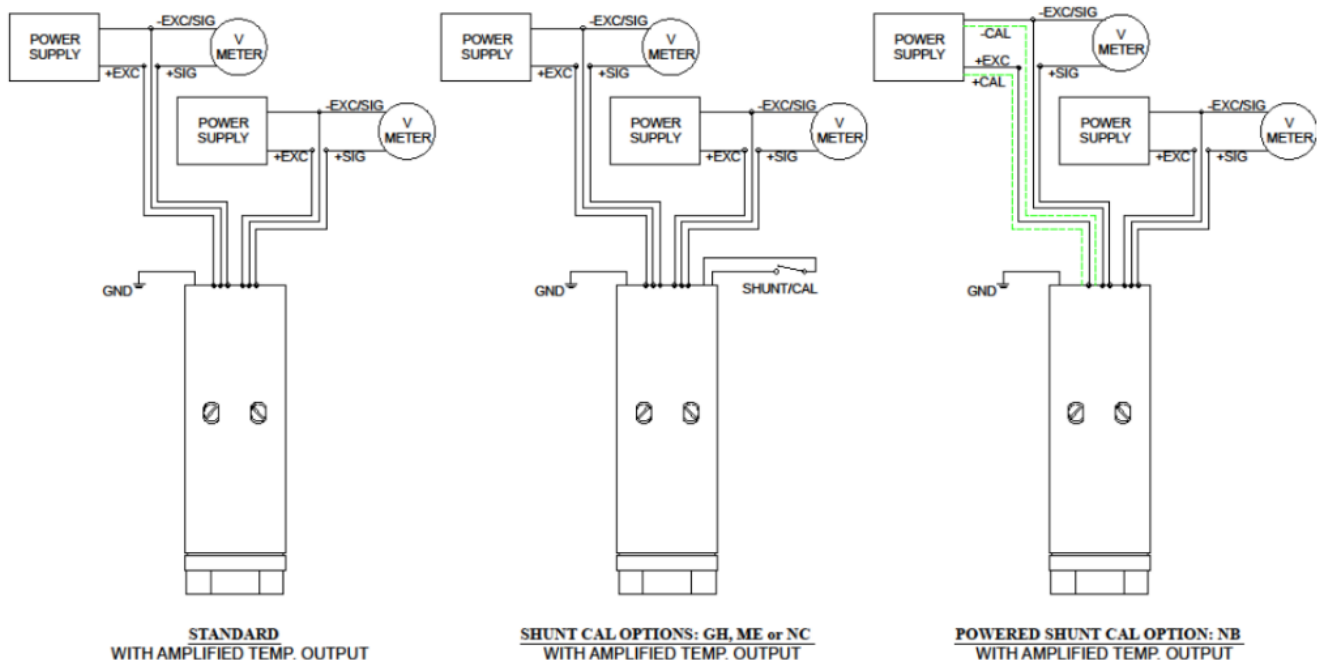 POWER
SUPPLY
-EXC/SIG
V
METER
+EXC
+SIG
POWER
SUPPLY
-EXC/SIG
V
METER
+EXC
+SIG
GND
STANDARD
WITH AMPLIFIED TEMP. OUTPUT
POWER
SUPPLY
-EXC/SIG
V
METER
+EXC
+SIG
POWER
SUPPLY
-EXC/SIG
V
METER
+EXC
+SIG
GND
SHUNT/CAL
SHUNT CAL OPTIONS: GH, ME or NC
WITH AMPLIFIED TEMP. OUTPUT
POWER
SUPPLY
-EXC/SIG
-CAL
V
METER
+EXC
+SIG
+CAL
POWER
SUPPLY
-EXC/SIG
V
METER
+EXC
+SIG
GND
POWERED SHUNT CAL OPTION: NB
WITH AMPLIFIED TEMP. OUTPUT